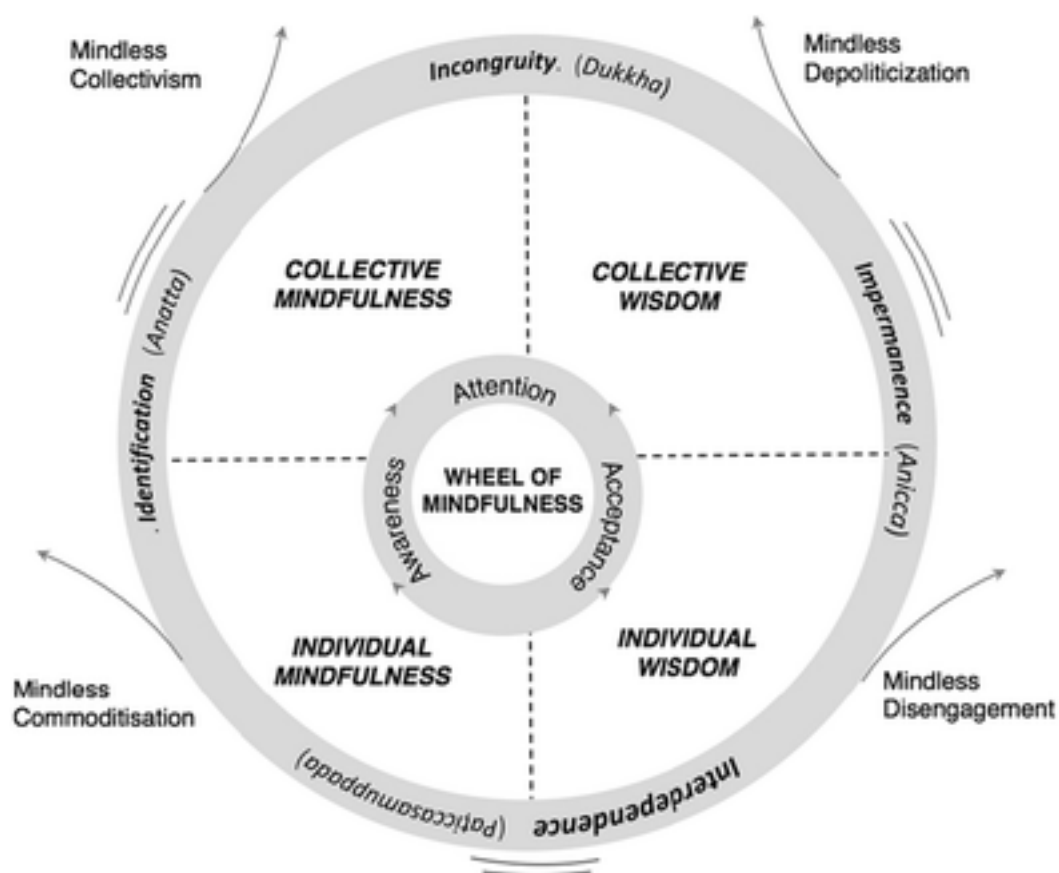 Mindless
Collectivism
Incongruity. (Dukkha)
Mindless
Depoliticization
COLLECTIVE
MINDFULNESS
COLLECTIVE
WISDOM
. Identification (Anatta)
Impermanence (Anicca)
Attention
Awareness
Acceptance
WHEEL OF
MINDFULNESS
INDIVIDUAL
MINDFULNESS
INDIVIDUAL
WISDOM
Mindless
Commoditisation
Mindless
Disengagement
Interdependence (Paṭiccasamuppada)